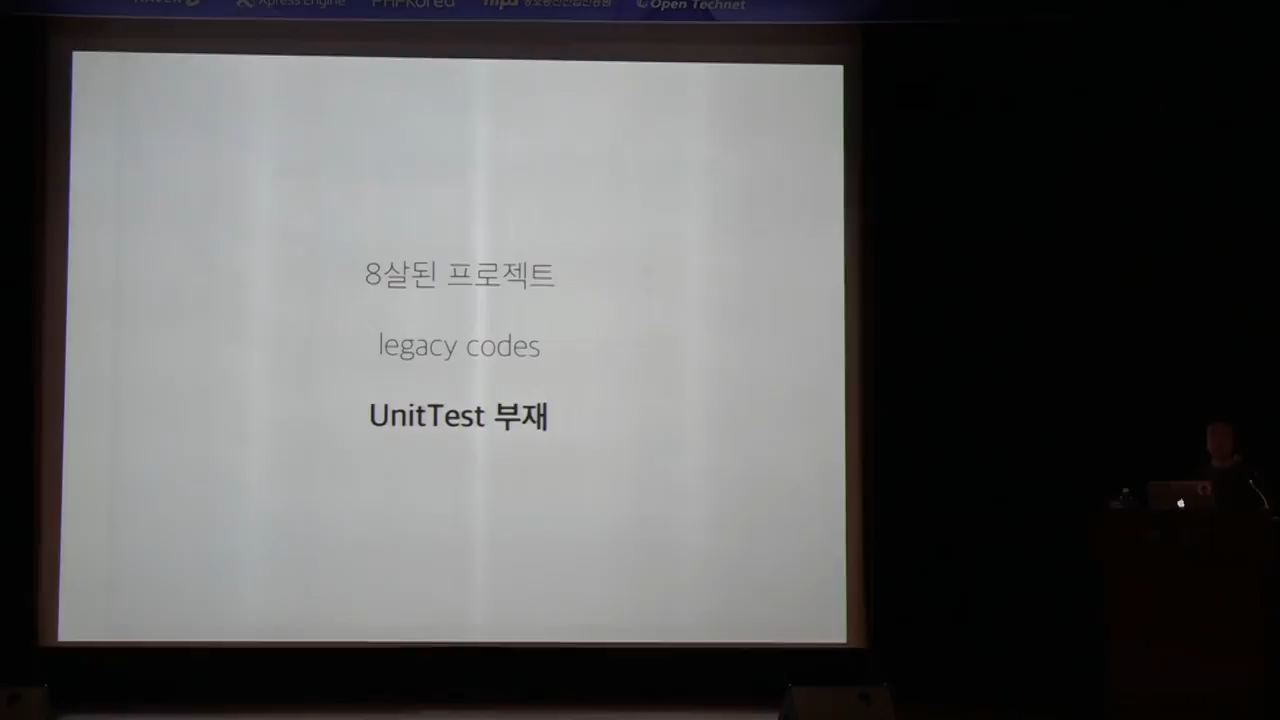 Xpress Engine PHPKorea Open Technet
8살된 프로젝트
legacy codes
UnitTest 부재